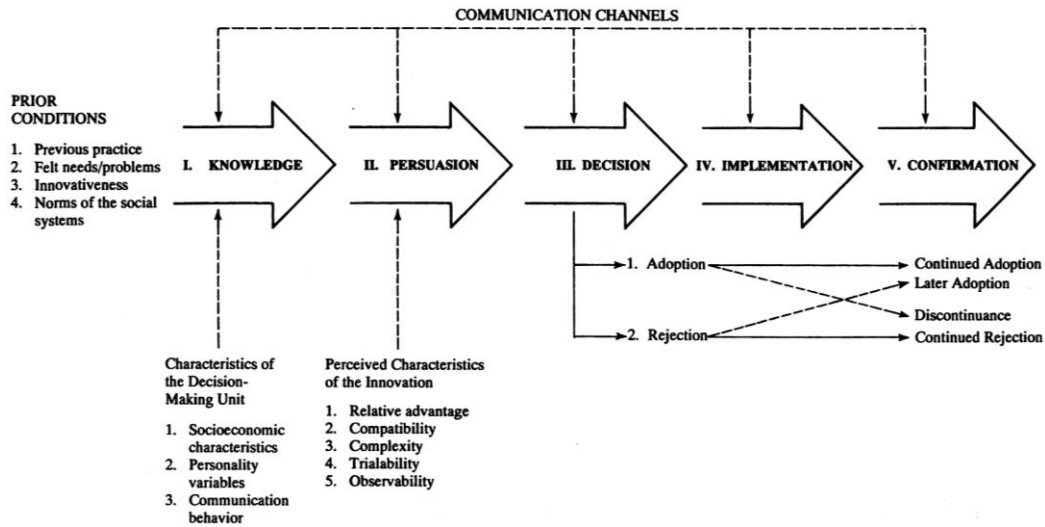 COMMUNICATION CHANNELS
PRIOR
CONDITIONS
1. Previous practice
2. Felt needs/problems
3. Innovativeness
4. Norms of the social
systems
I. KNOWLEDGE
II. PERSUASION
III. DECISION
IV. IMPLEMENTATION
V. CONFIRMATION
1. Adoption
Continued Adoption
Later Adoption
Discontinuance
2. Rejection
Continued Rejection
Characteristics of
the Decision-
Making Unit
1. Socioeconomic
characteristics
2. Personality
variables
3. Communication
behavior
Perceived Characteristics
of the Innovation
1. Relative advantage
2. Compatibility
3. Complexity
4. Trialability
5. Observability